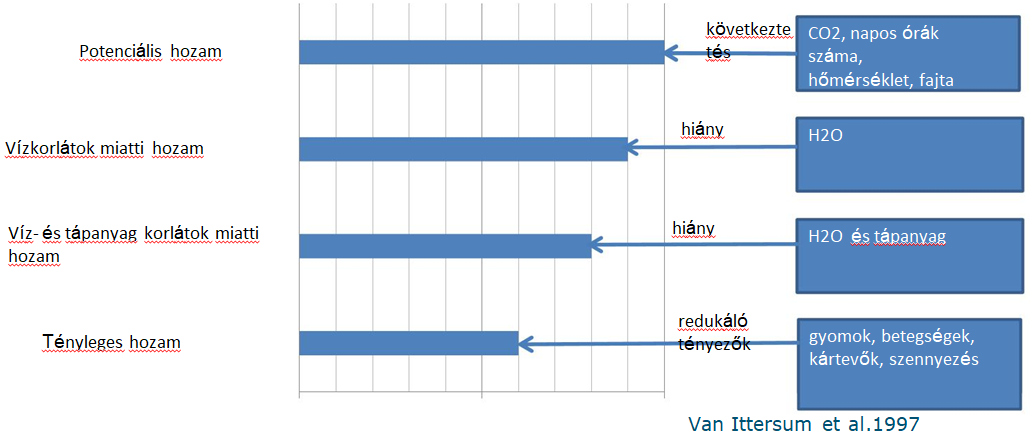 Potenciális hozam
következte
tés
CO2, napos órák
száma,
hőmérséklet, fajta
Vízkorlátok miatti hozam
hiány
H2O
Víz- és tápanyag korlátok miatti
hozam
hiány
H2O és tápanyag
Tényleges hozam
redukáló
tényezők
gyomok, betegségek,
kártevők, szennyezés
Van Ittersum et al.1997